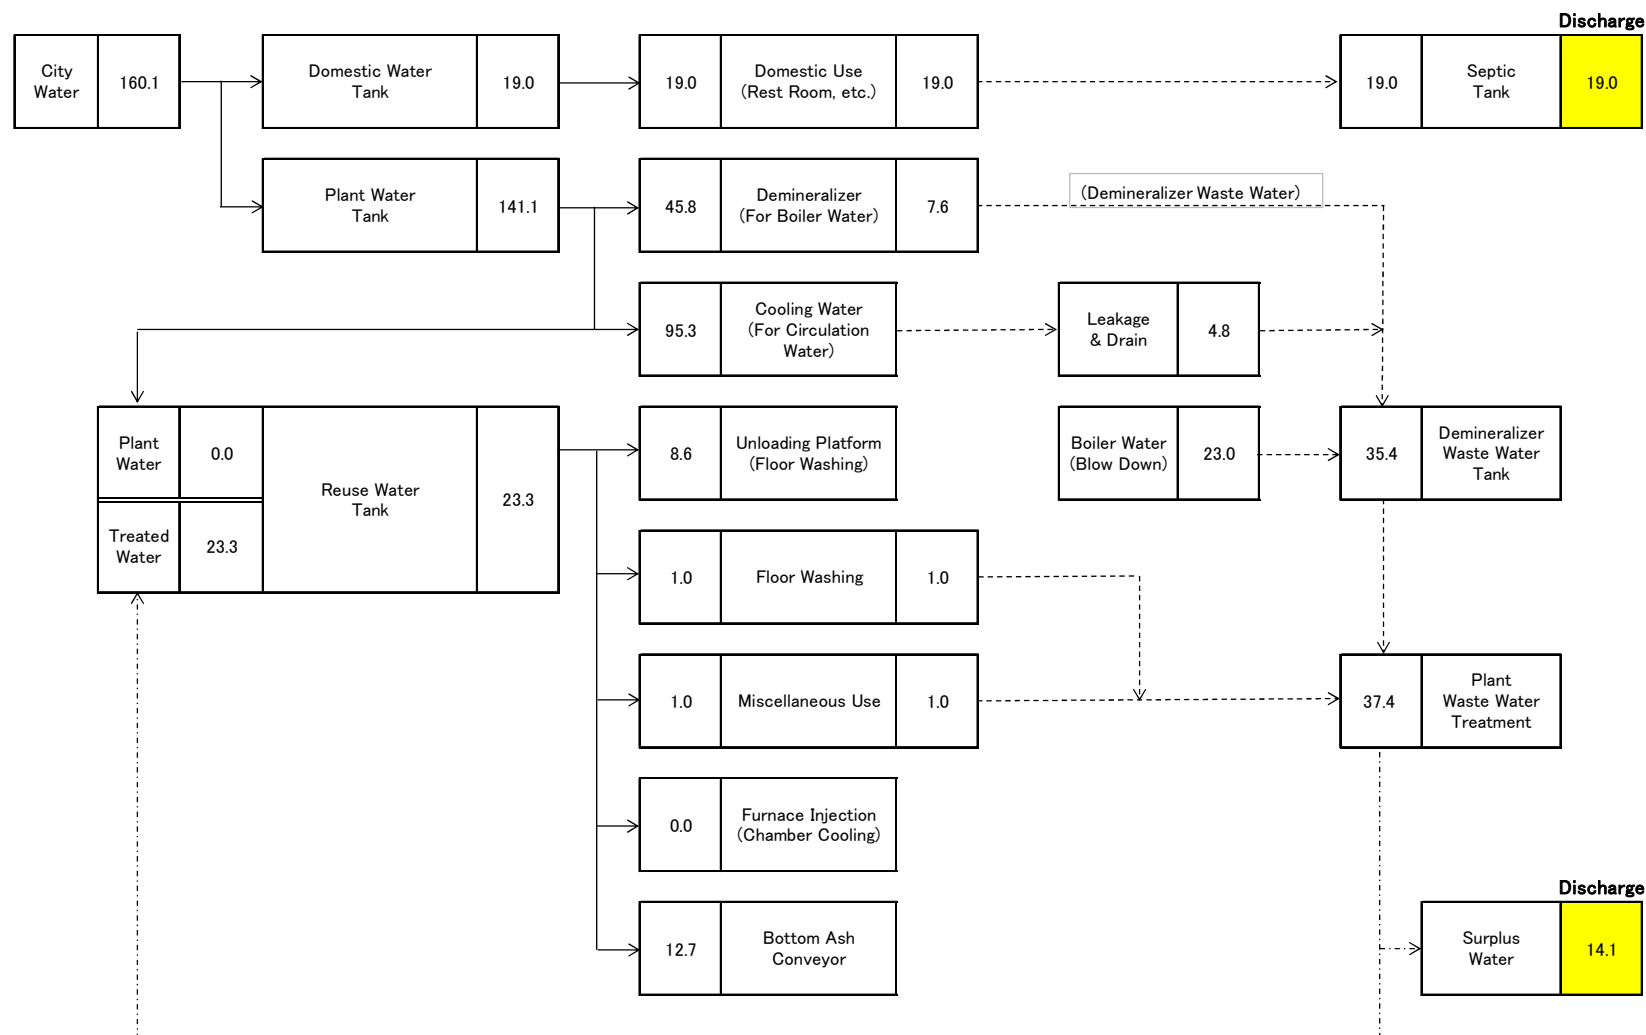 Discharge
City
Water
160.1
Domestic Water
Tank
19.0
19.0
Domestic Use
(Rest Room, etc.)
19.0
19.0
Septic
Tank
19.0
Plant Water
Tank
141.1
45.8
Demineralizer
(For Boiler Water)
7.6
(Demineralizer Waste Water)
95.3
Cooling Water
(For Circulation
Water)
Leakage
& Drain
4.8
Plant
Water
0.0
Treated
Water
23.3
Reuse Water
Tank
23.3
8.6
Unloading Platform
(Floor Washing)
Boiler Water
(Blow Down)
23.0
35.4
Demineralizer
Waste Water
Tank
1.0
Floor Washing
1.0
1.0
Miscellaneous Use
1.0
37.4
Plant
Waste Water
Treatment
0.0
Furnace Injection
(Chamber Cooling)
Discharge
12.7
Bottom Ash
Conveyor
Surplus
Water
14.1